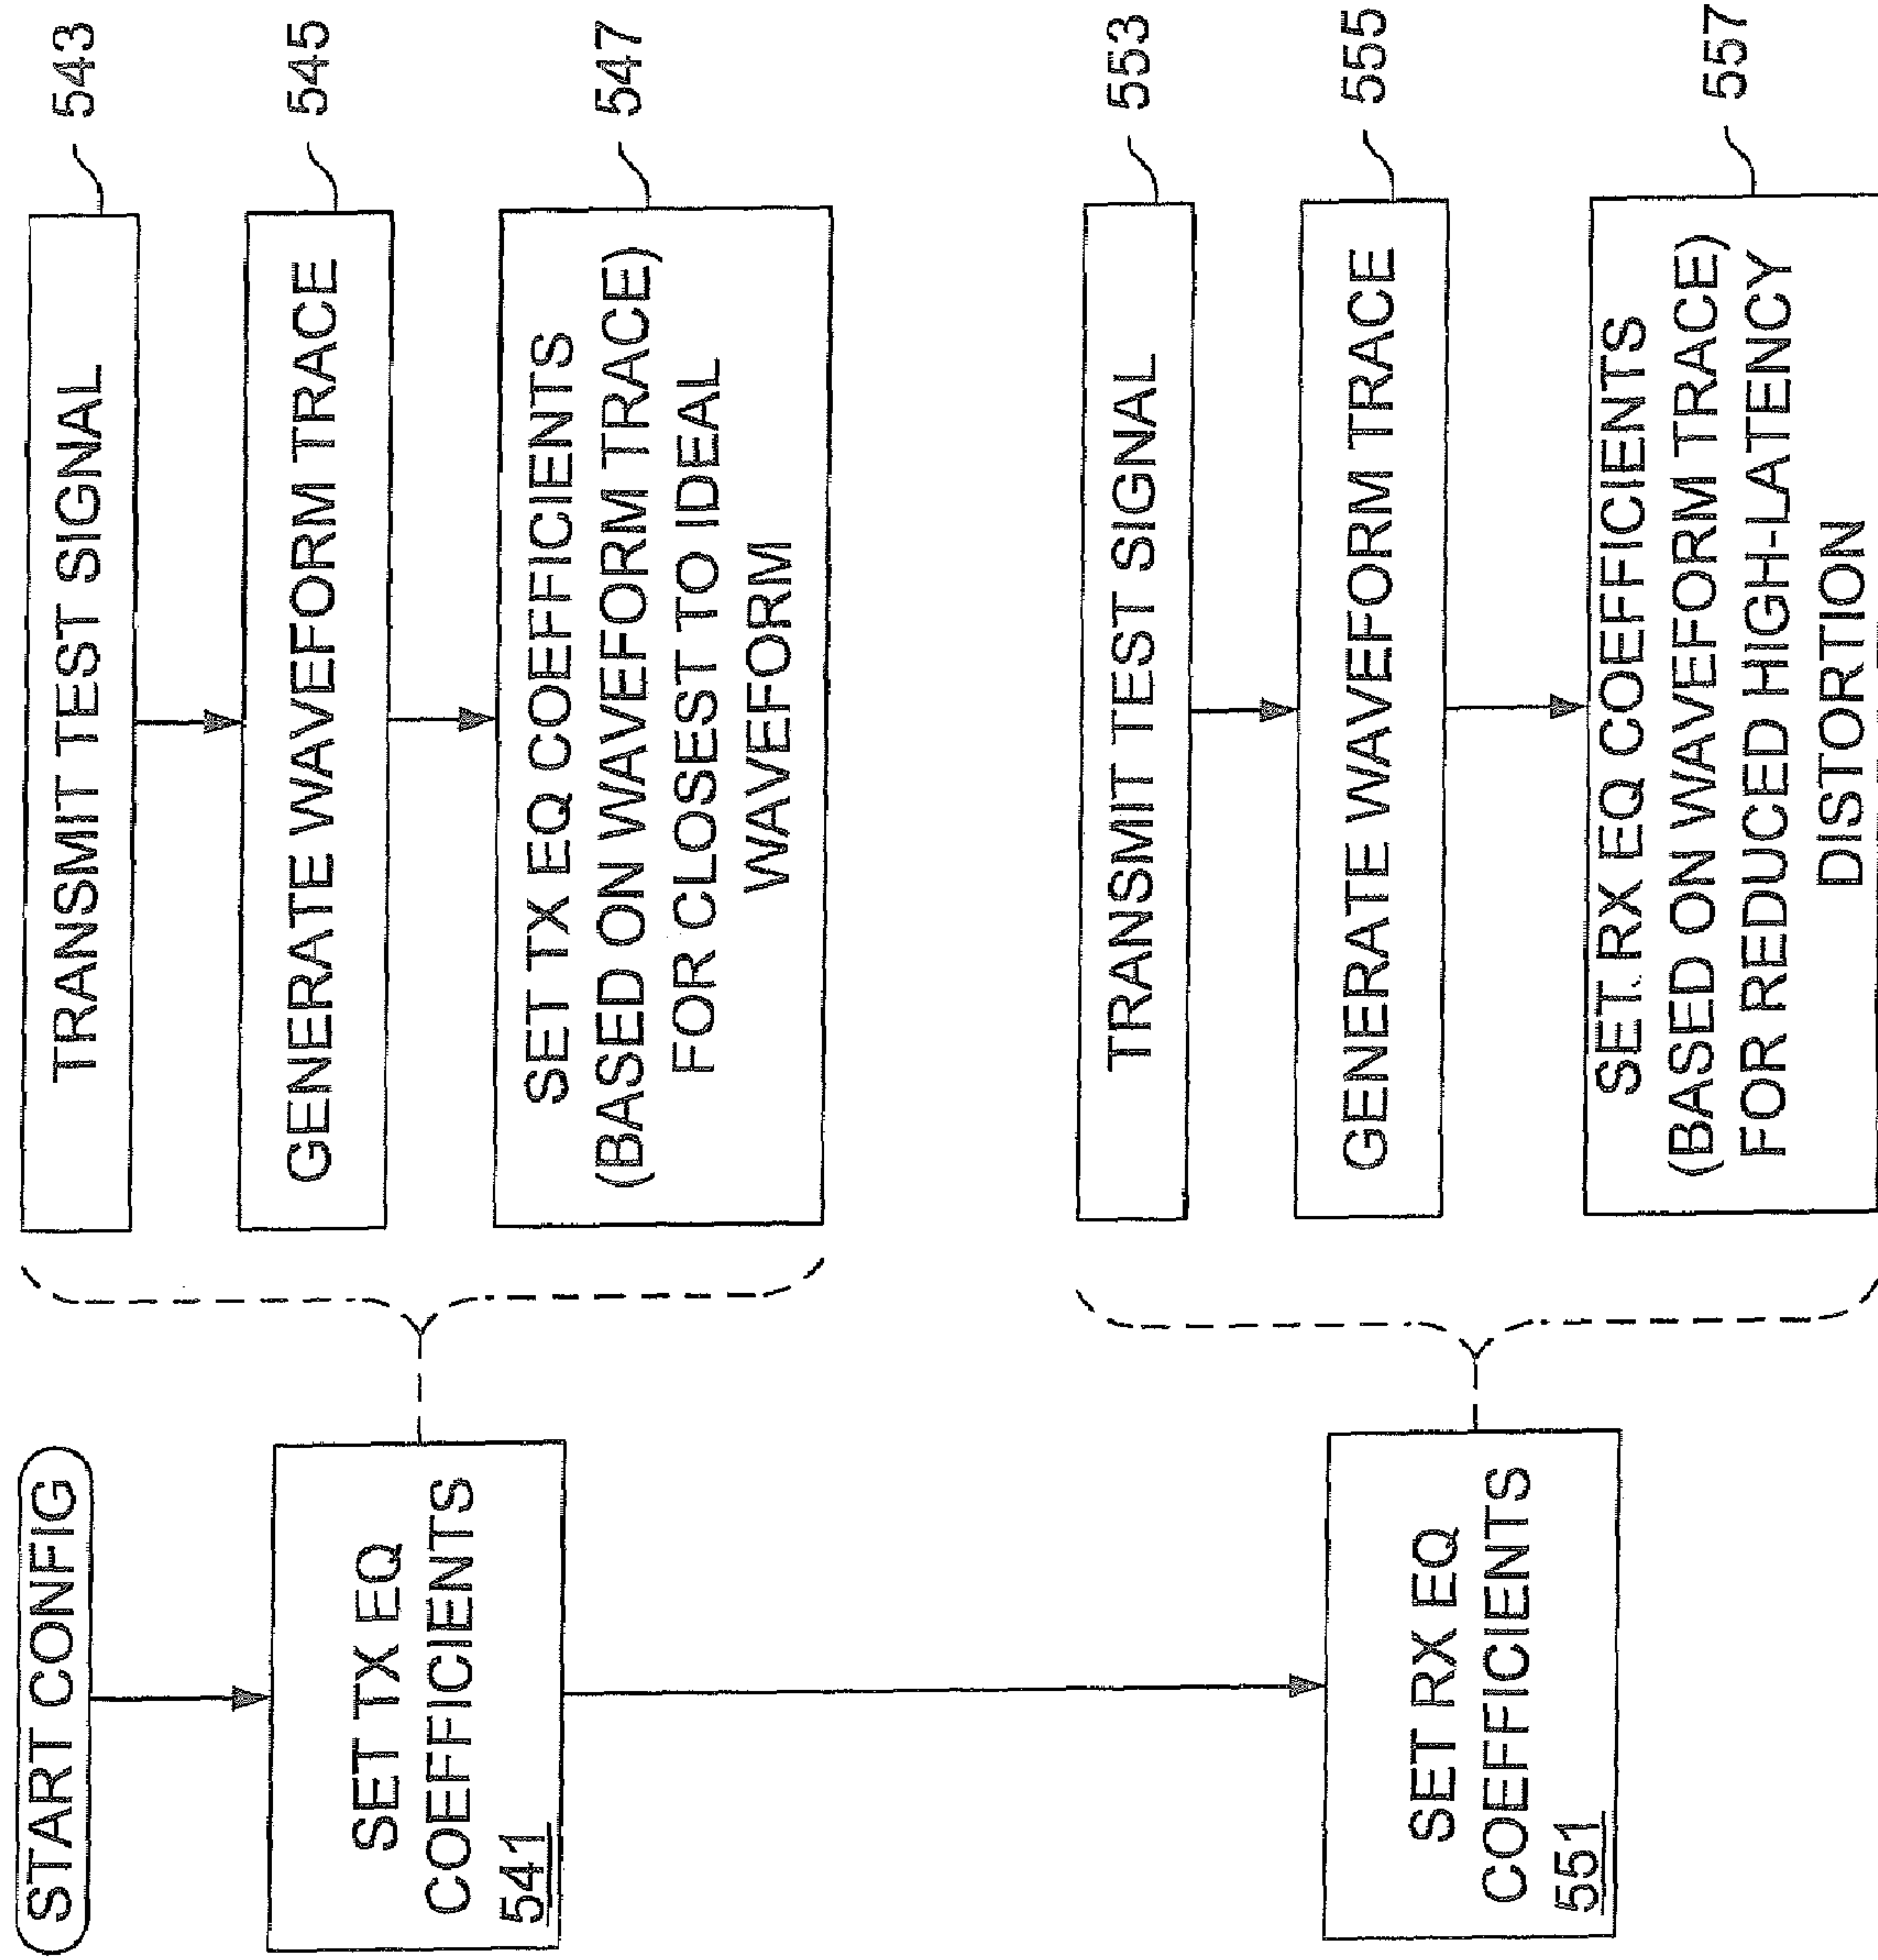 START CONFIG
SET TX EQ
COEFFICIENTS
541
TRANSMIT TEST SIGNAL
543
GENERATE WAVEFORM TRACE
545
SET TX EQ COEFFICIENTS
(BASED ON WAVEFORM TRACE)
FOR CLOSEST TO IDEAL
WAVEFORM
547
SET RX EQ
COEFFICIENTS
551
TRANSMIT TEST SIGNAL
553
GENERATE WAVEFORM TRACE
555
SET RX EQ COEFFICIENTS
(BASED ON WAVEFORM TRACE)
FOR REDUCED HIGH-LATENCY
DISTORTION
557